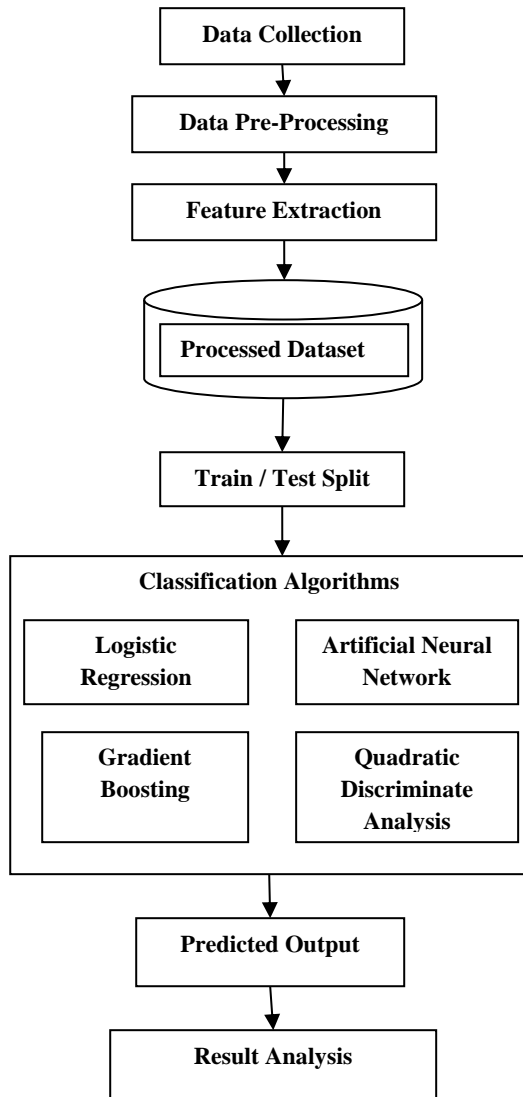 Data Collection
Data Pre-Processing
Feature Extraction
Processed Dataset
Train / Test Split
Classification Algorithms
Logistic
Regression
Artificial Neural
Network
Gradient
Boosting
Quadratic
Discriminate
Analysis
Predicted Output
Result Analysis